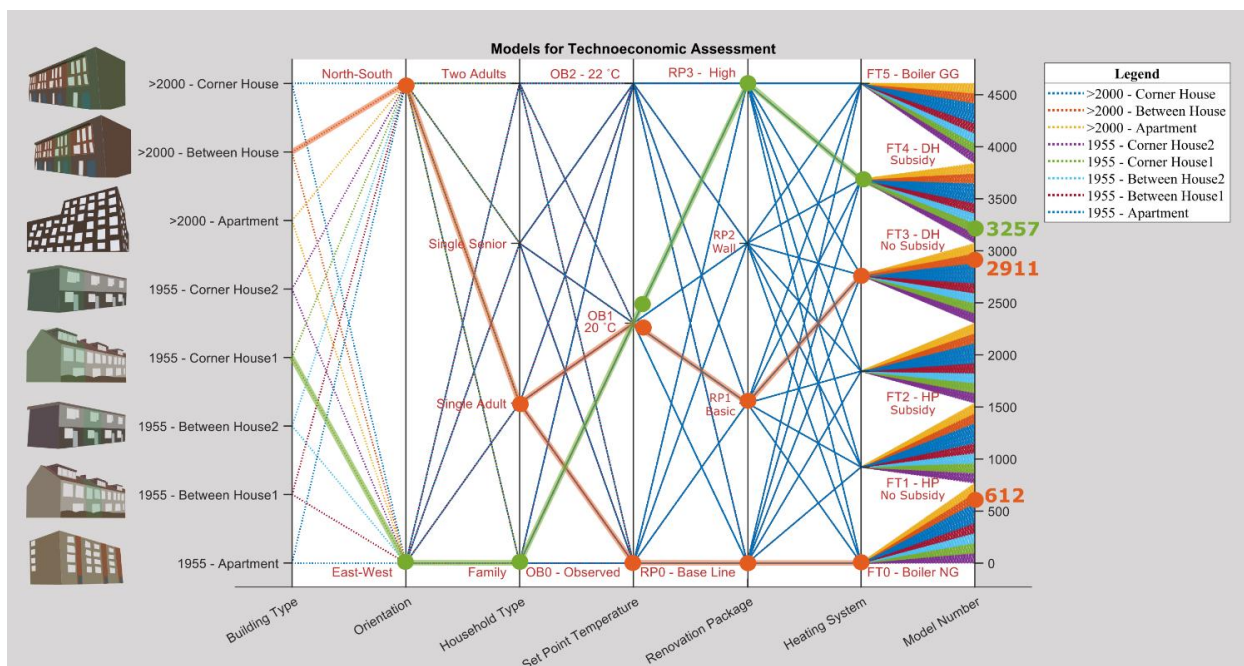 Models for Technoeconomic Assessment
North-South
Two Adults
OB2 - 22 ˚C
RP3 - High
FT5 - Boiler GG
>2000 - Corner House
>2000 - Between House
>2000 - Apartment
1955 - Corner House2
1955 - Corner House1
1955 - Between House2
1955 - Between House1
1955 - Apartment
Single Senior
Single Adult
OB1
20 ˚C
RP2
Wall
RP1
Basic
FT4 - DH
Subsidy
FT3 - DH
No Subsidy
FT2 - HP
Subsidy
FT1 - HP
No Subsidy
East-West
Family
OB0 - Observed
RP0 - Base Line
FT0 - Boiler NG
4500
4000
3500
3257
3000
2911
2500
2000
1500
1000
612
500
0
Building Type
Orientation
Household Type
Set Point Temperature
Renovation Package
Heating System
Model Number
Legend
>2000 - Corner House
>2000 - Between House
>2000 - Apartment
1955 - Corner House2
1955 - Corner House1
1955 - Between House2
1955 - Between House1
1955 - Apartment